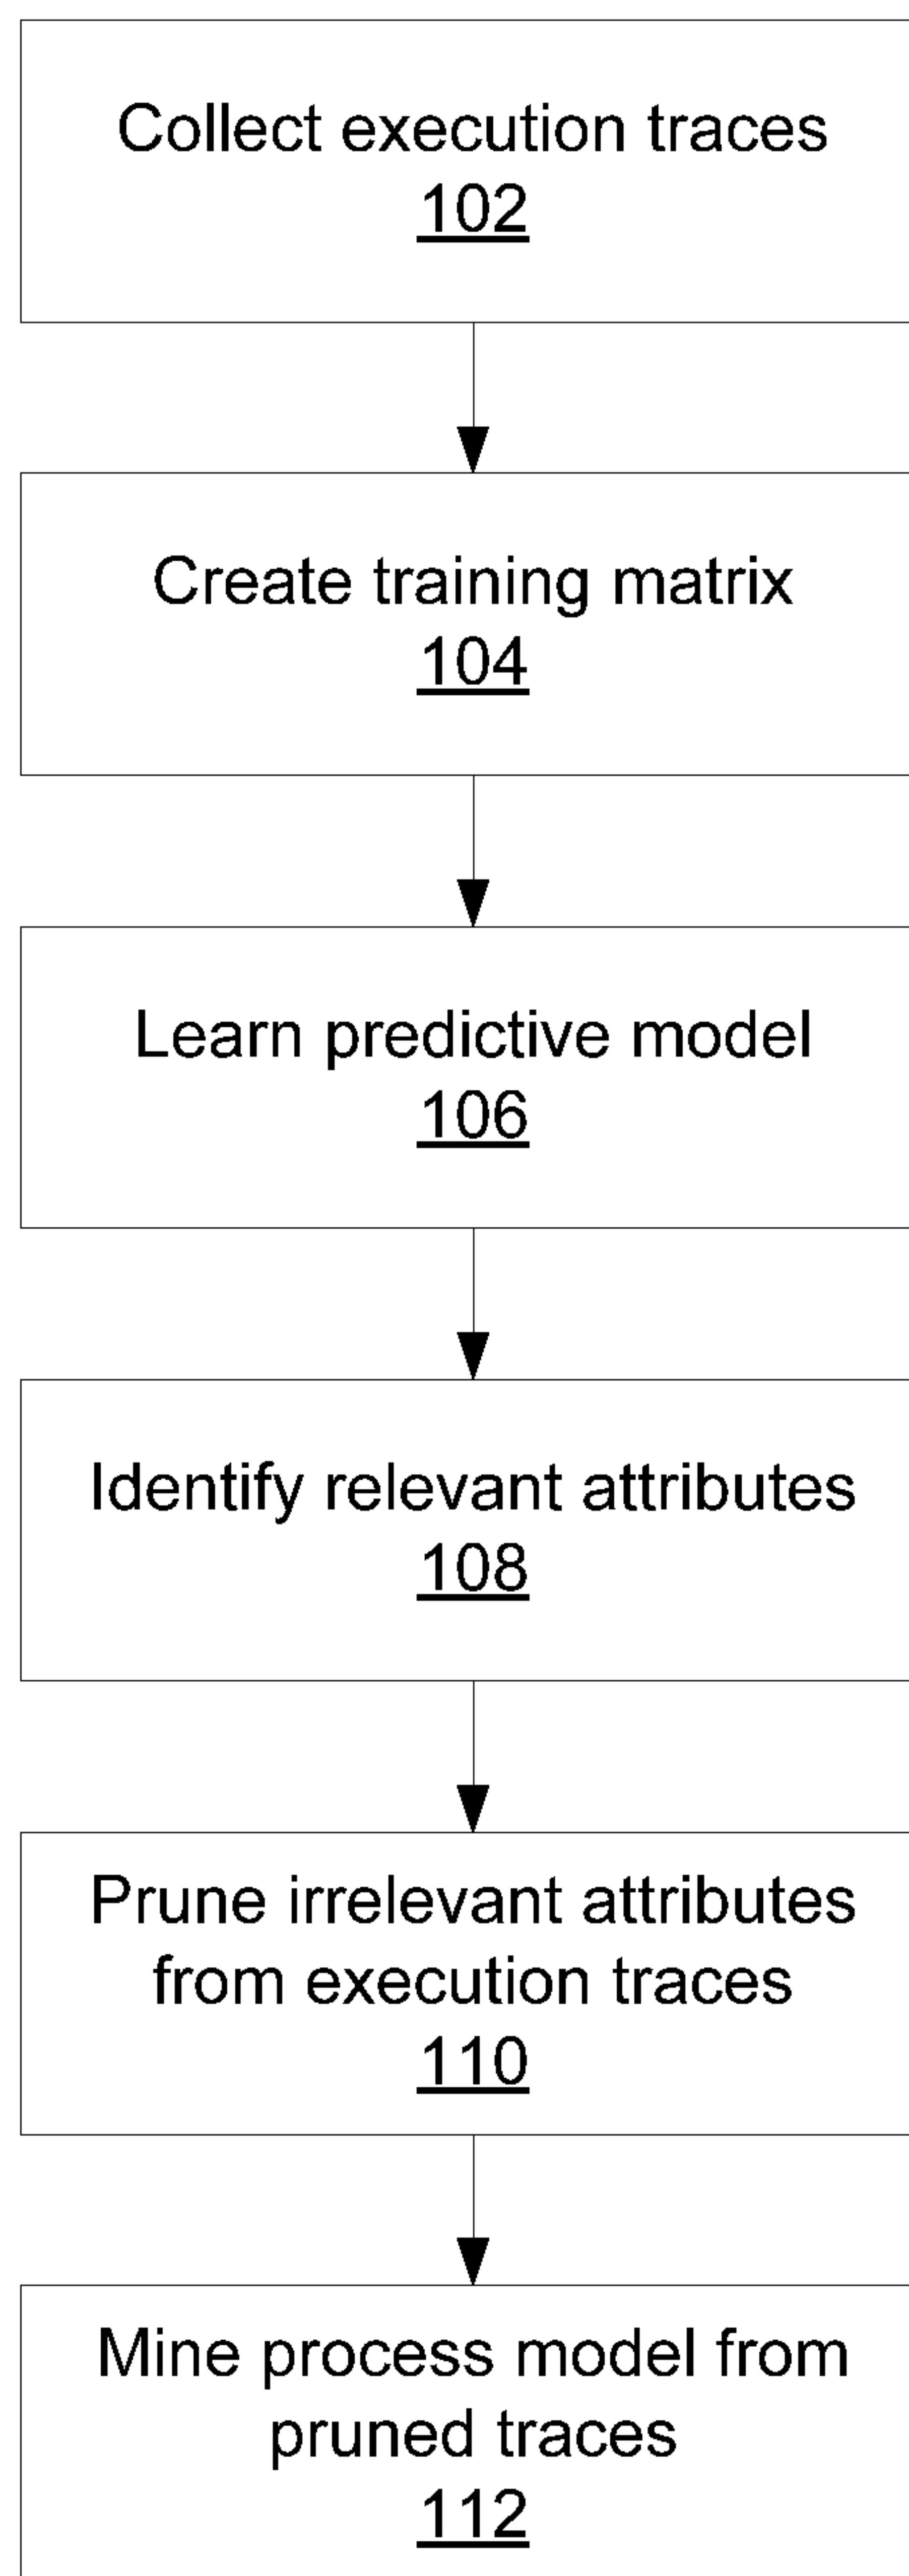 Collect execution traces
102
Create training matrix
104
Learn predictive model
106
Identify relevant attributes
108
Prune irrelevant attributes
from execution traces
110
Mine process model from
pruned traces
112